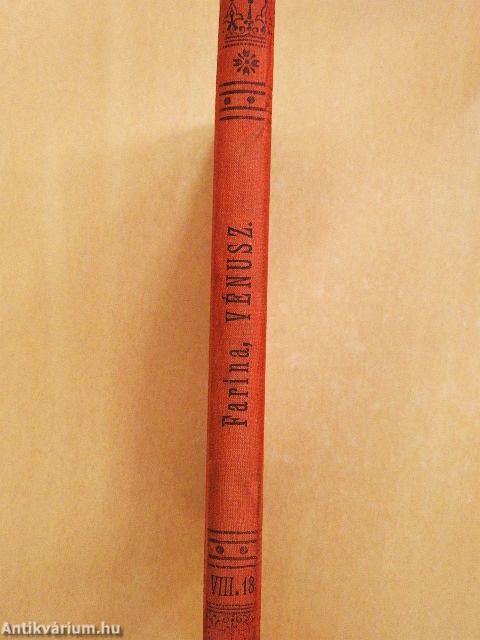 Farina, VÉNUSZ.
VIII.18
Antikvárium.hu